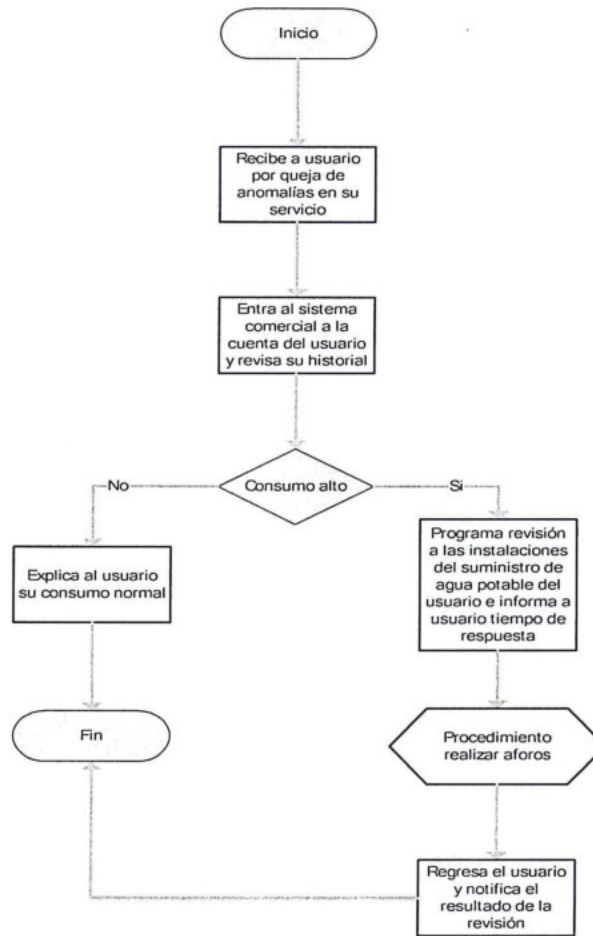 Inicio
Recibe a usuario
por queja de
anomalías en su
servicio
Entra al sistema
comercial a la
cuenta del usuario
y revisa su historial
Consumo alto
No
Si
Explica al usuario
su consumo normal
Programa revisión
a las instalaciones
del suministro de
agua potable del
usuario e informa a
usuario tiempo de
respuesta
Fin
Procedimiento
realizar aforos
Regresa el usuario
y notifica el
resultado de la
revisión